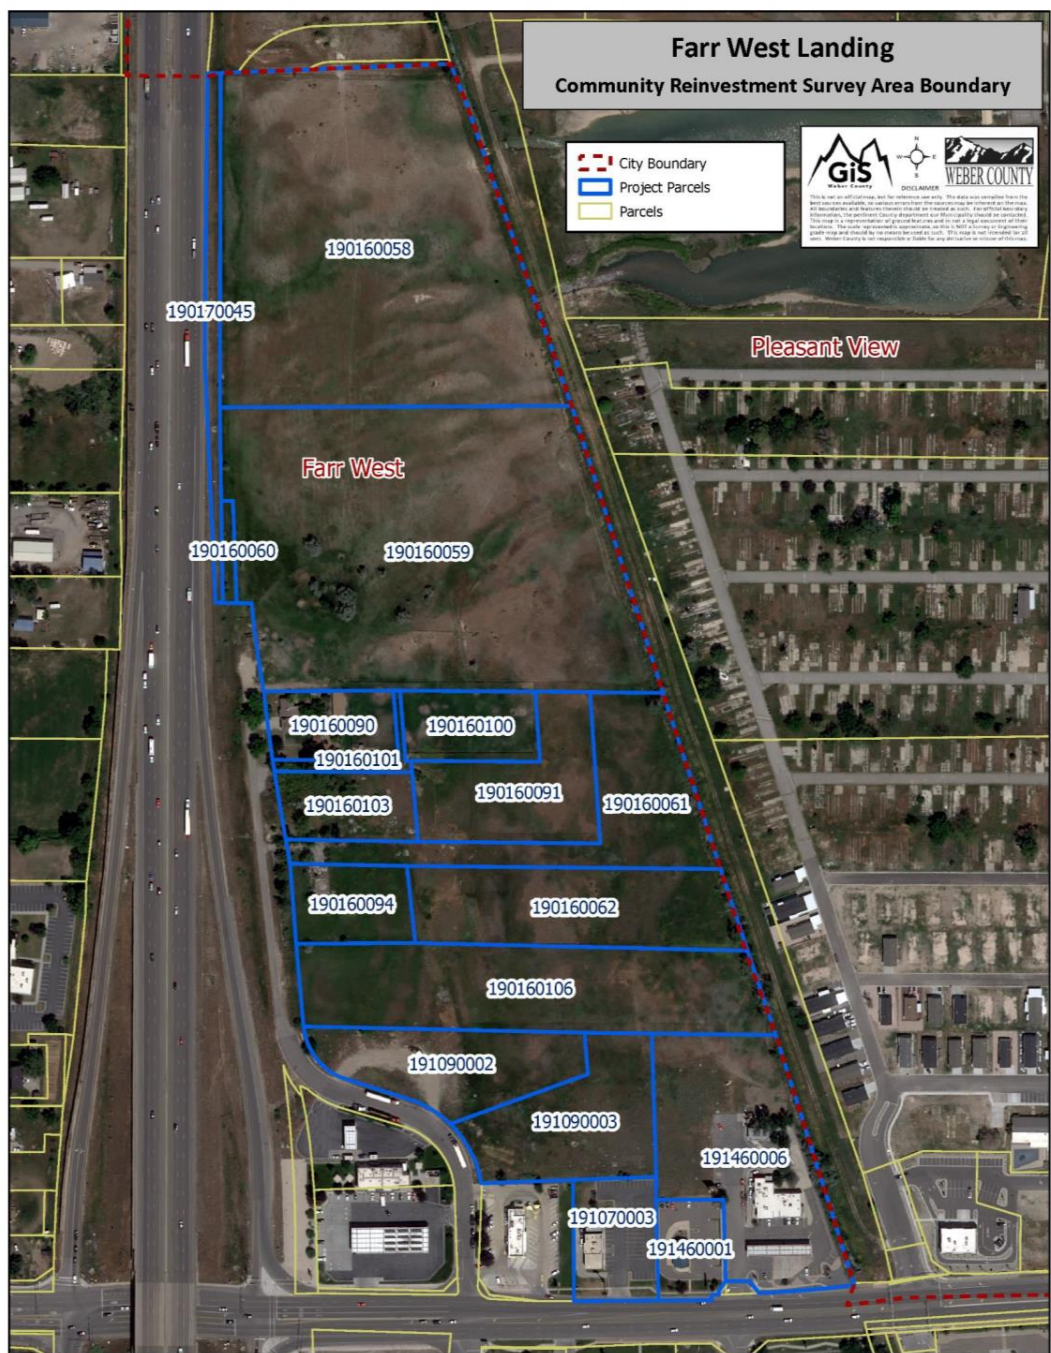 Farr West Landing
Community Reinvestment Survey Area Boundary
City Boundary
Project Parcels
Parcels
GiS
Weber County
N
W
E
S
DISCLAIMER
WEBER COUNTY
190160058
190170045
Pleasant View
Farr West
190160060
190160059
190160090
190160100
190160101
190160103
190160091
190160061
190160094
190160062
190160106
191090002
191090003
191460006
191070003
191460001